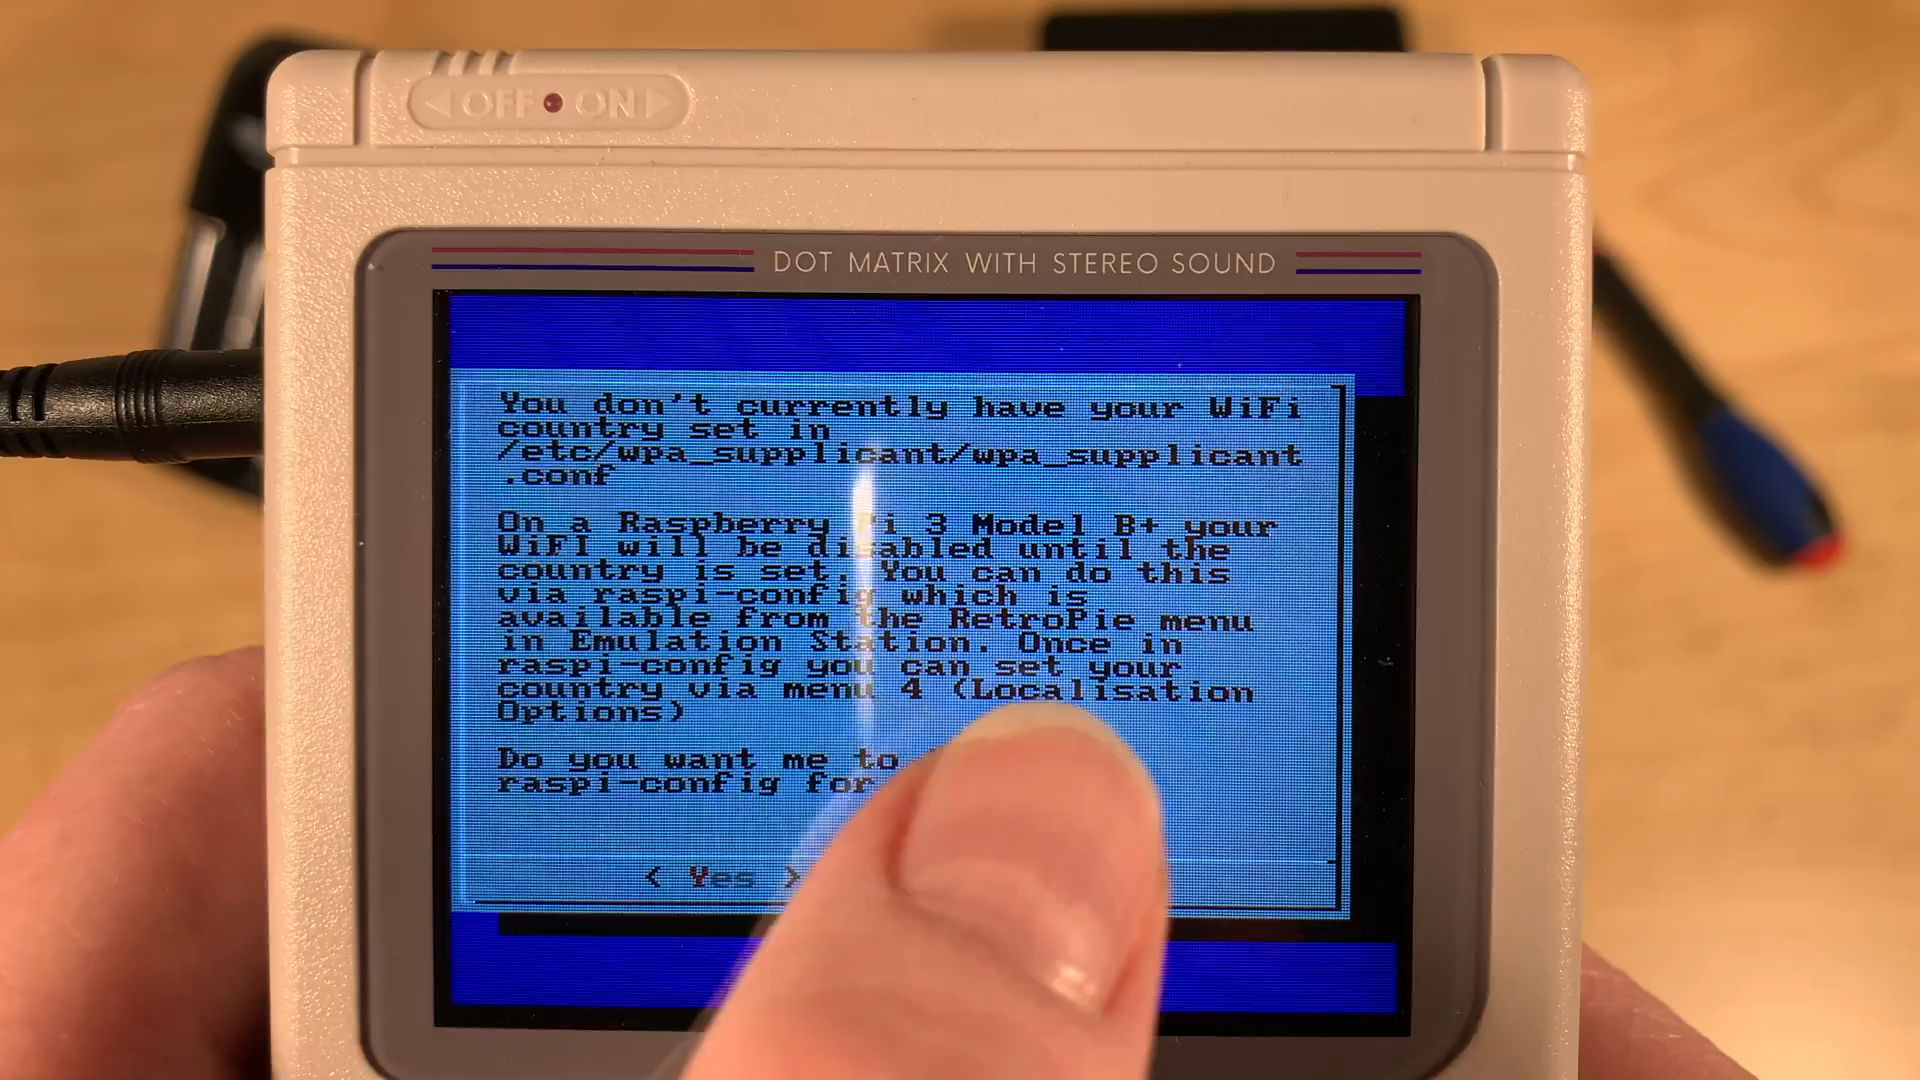 OFF ON
DOT MATRIX WITH STEREO SOUND
You don't currently have your WiFi
country set in
/etc/wpa_supplicant/wpa_supplicant
.conf
On a Raspberry Pi 3 Model B+ your
WiFI will be disabled until the
country is set. You can do this
via raspi-config which is
available from the RetroPie menu
in Emulation Station. Once in
raspi-config you can set your
country via menu 4 (Localisation
Options)
Do you want me to
raspi-config for
< Yes >